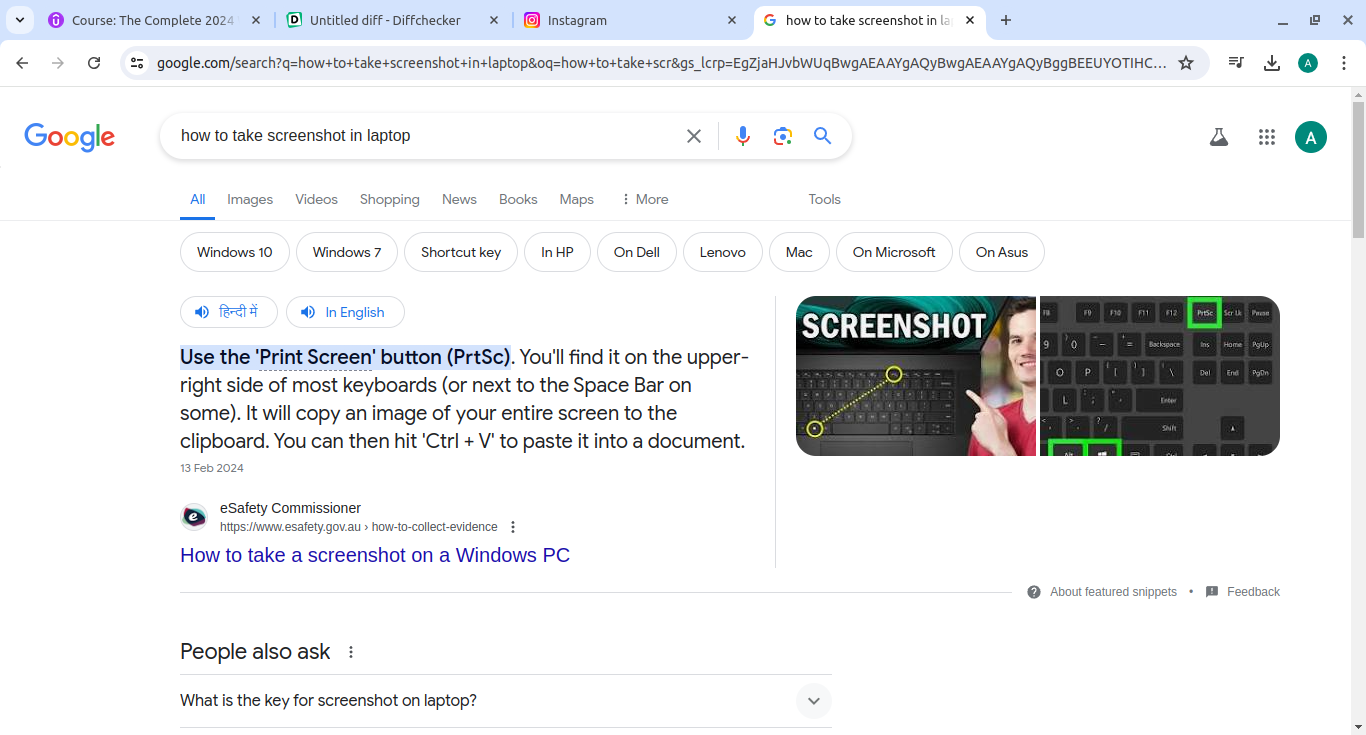 Course: The Complete 2024
Untitled diff - Diffchecker
Instagram
how to take screenshot in la
google.com/search?q=how+to+take+screenshot+in+laptop&oq=how+to+take+scr&gs_lcrp=EgZjaHJvbWUqBwgAEAAYgAQyBwgAEAAYgAQyBggBEEUYOTIHC...
A
Google
how to take screenshot in laptop
A
All Images Videos Shopping News Books Maps More Tools
Windows 10 Windows 7 Shortcut key In HP On Dell Lenovo Mac On Microsoft On Asus
हिन्दी में In English
Use the 'Print Screen' button (PrtSc). You'll find it on the upper-
right side of most keyboards (or next to the Space Bar on
some). It will copy an image of your entire screen to the
clipboard. You can then hit 'Ctrl + V' to paste it into a document.
13 Feb 2024
SCREENSHOT
F8 F9 F10 F11 F12 PrtSc Scr Lk Pause
9 ) 0 - – + = Backspace Ins Home PgUp
O P { [ } ] | \ Del End PgDn
L : ; " ' Enter
< , > . ? / Shift
Alt
e
eSafety Commissioner
https://www.esafety.gov.au › how-to-collect-evidence
How to take a screenshot on a Windows PC
About featured snippets • Feedback
People also ask
What is the key for screenshot on laptop?